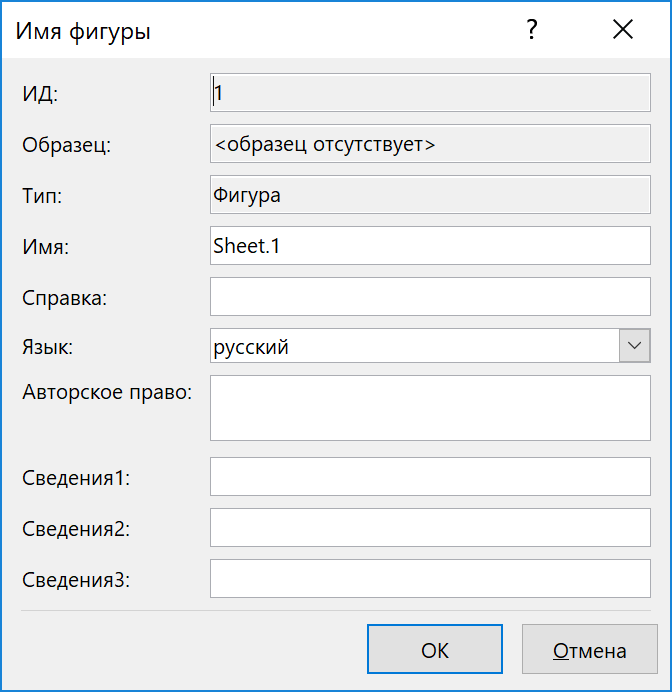 Имя фигуры ?
ИД: 1
Образец: <образец отсутствует>
Тип: Фигура
Имя: Sheet.1
Справка:
Язык: русский
Авторское право:
Сведения1:
Сведения2:
Сведения3:
ОК Отмена